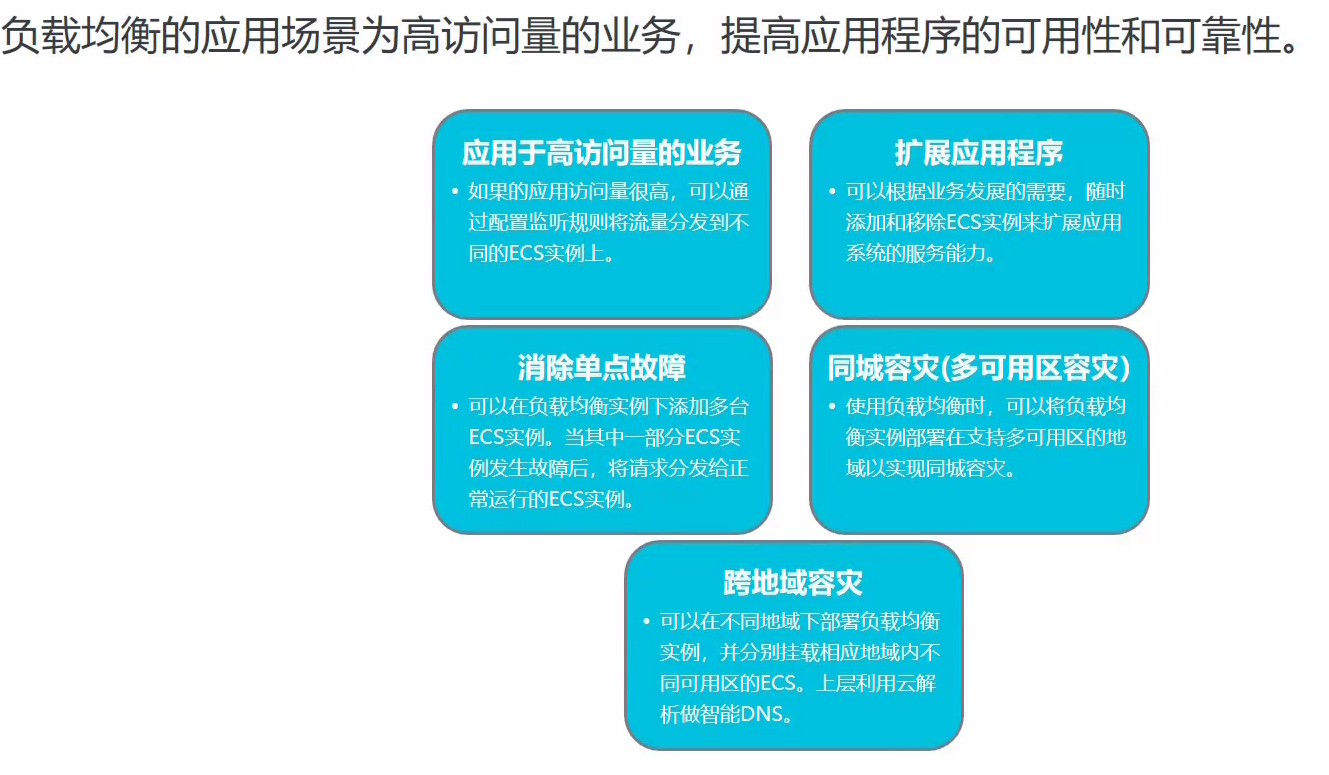 负载均衡的应用场景为高访问量的业务，提高应用程序的可用性和可靠性。
应用于高访问量的业务
• 如果的应用访问量很高，可以通
过配置监听规则将流量分发到不
同的ECS实例上。
扩展应用程序
• 可以根据业务发展的需要，随时
添加和移除ECS实例来扩展应用
系统的服务能力。
消除单点故障
• 可以在负载均衡实例下添加多台
ECS实例。当其中一部分ECS实
例发生故障后，将请求分发给正
常运行的ECS实例。
同城容灾(多可用区容灾)
• 使用负载均衡时，可以将负载均
衡实例部署在支持多可用区的地
域以实现同城容灾。
跨地域容灾
• 可以在不同地域下部署负载均衡
实例，并分别挂载相应地域内不
同可用区的ECS。上层利用云解
析做智能DNS。